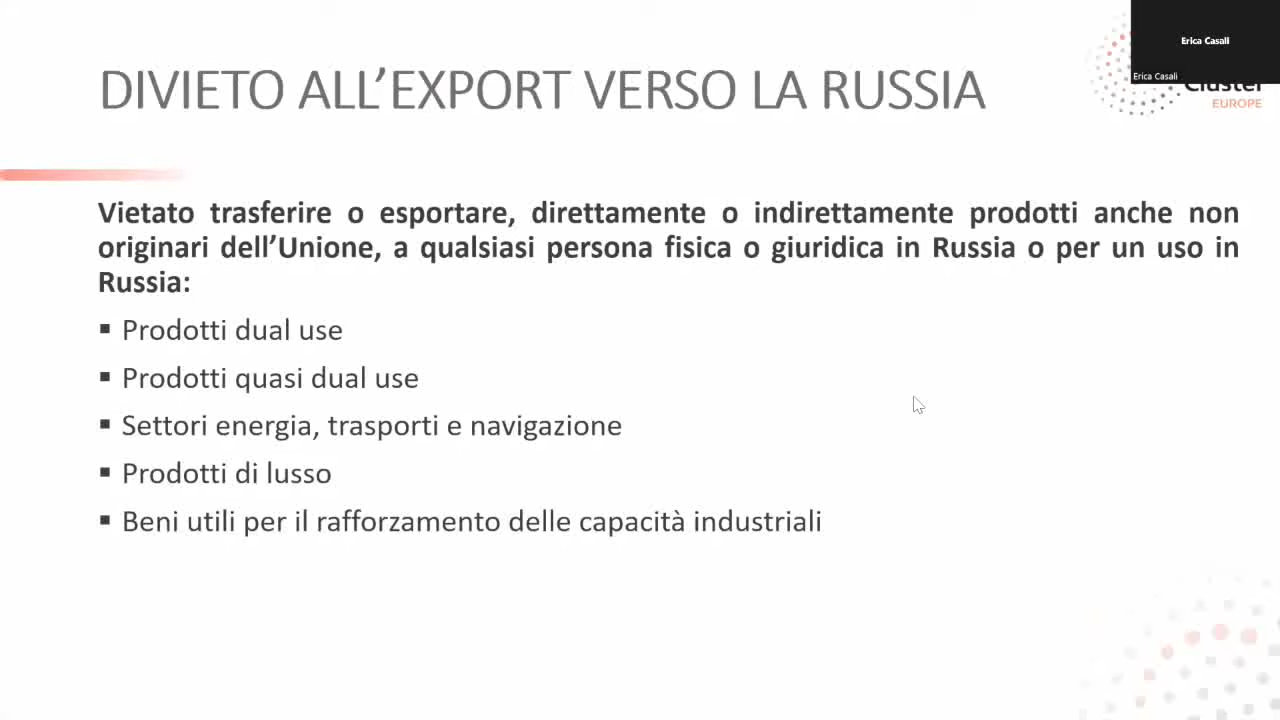 Erica Casali
Erica Casali
DIVIETO ALL’EXPORT VERSO LA RUSSIA
Cluster
EUROPE
Vietato trasferire o esportare, direttamente o indirettamente prodotti anche non
originari dell’Unione, a qualsiasi persona fisica o giuridica in Russia o per un uso in
Russia:
▪ Prodotti dual use
▪ Prodotti quasi dual use
▪ Settori energia, trasporti e navigazione
▪ Prodotti di lusso
▪ Beni utili per il rafforzamento delle capacità industriali